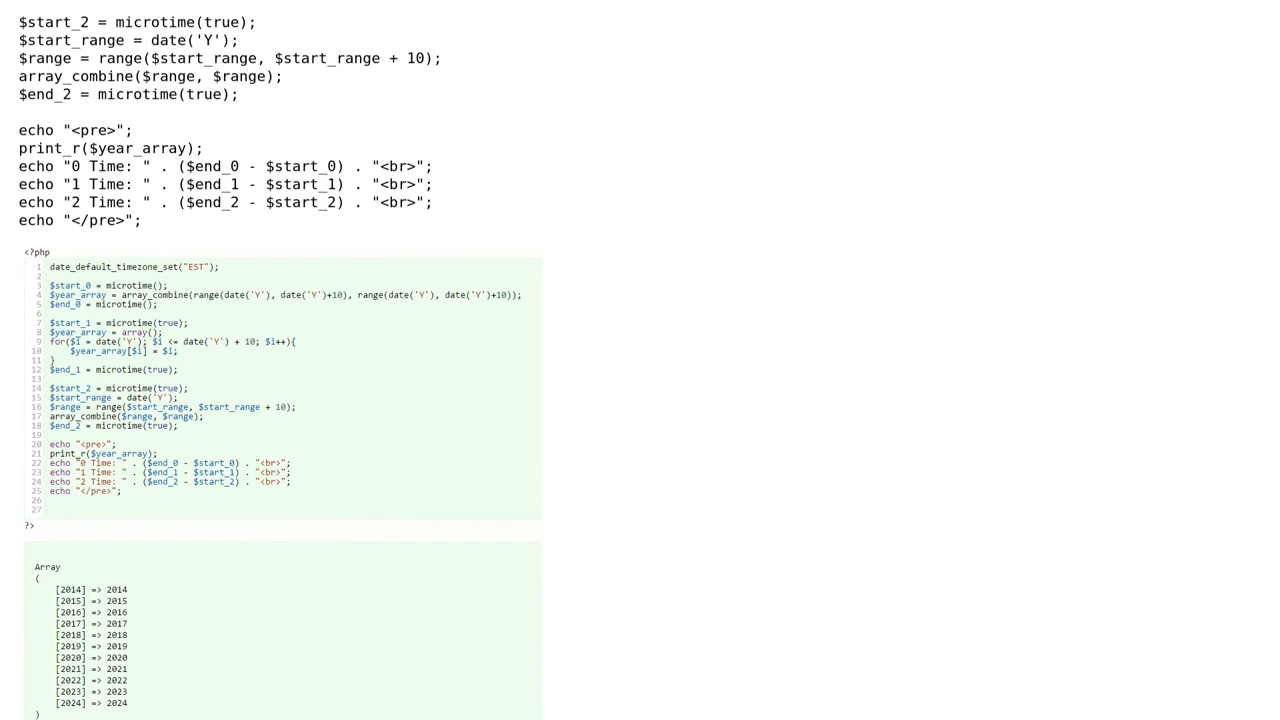 $start_2 = microtime(true);
$start_range = date('Y');
$range = range($start_range, $start_range + 10);
array_combine($range, $range);
$end_2 = microtime(true);
echo "<pre>";
print_r($year_array);
echo "0 Time: " . ($end_0 - $start_0) . "<br>";
echo "1 Time: " . ($end_1 - $start_1) . "<br>";
echo "2 Time: " . ($end_2 - $start_2) . "<br>";
echo "</pre>";
<?php
1 date_default_timezone_set("EST");
2
3 $start_0 = microtime();
4 $year_array = array_combine(range(date('Y'), date('Y')+10), range(date('Y'), date('Y')+10));
5 $end_0 = microtime();
6
7 $start_1 = microtime(true);
8 $year_array = array();
9 for($i = date('Y'); $i <= date('Y') + 10; $i++){
10 $year_array[$i] = $i;
11 }
12 $end_1 = microtime(true);
13
14 $start_2 = microtime(true);
15 $start_range = date('Y');
16 $range = range($start_range, $start_range + 10);
17 array_combine($range, $range);
18 $end_2 = microtime(true);
19
20 echo "<pre>";
21 print_r($year_array);
22 echo "0 Time: " . ($end_0 - $start_0) . "<br>";
23 echo "1 Time: " . ($end_1 - $start_1) . "<br>";
24 echo "2 Time: " . ($end_2 - $start_2) . "<br>";
25 echo "</pre>";
26
27
?>
Array
(
[2014] => 2014
[2015] => 2015
[2016] => 2016
[2017] => 2017
[2018] => 2018
[2019] => 2019
[2020] => 2020
[2021] => 2021
[2022] => 2022
[2023] => 2023
[2024] => 2024
)